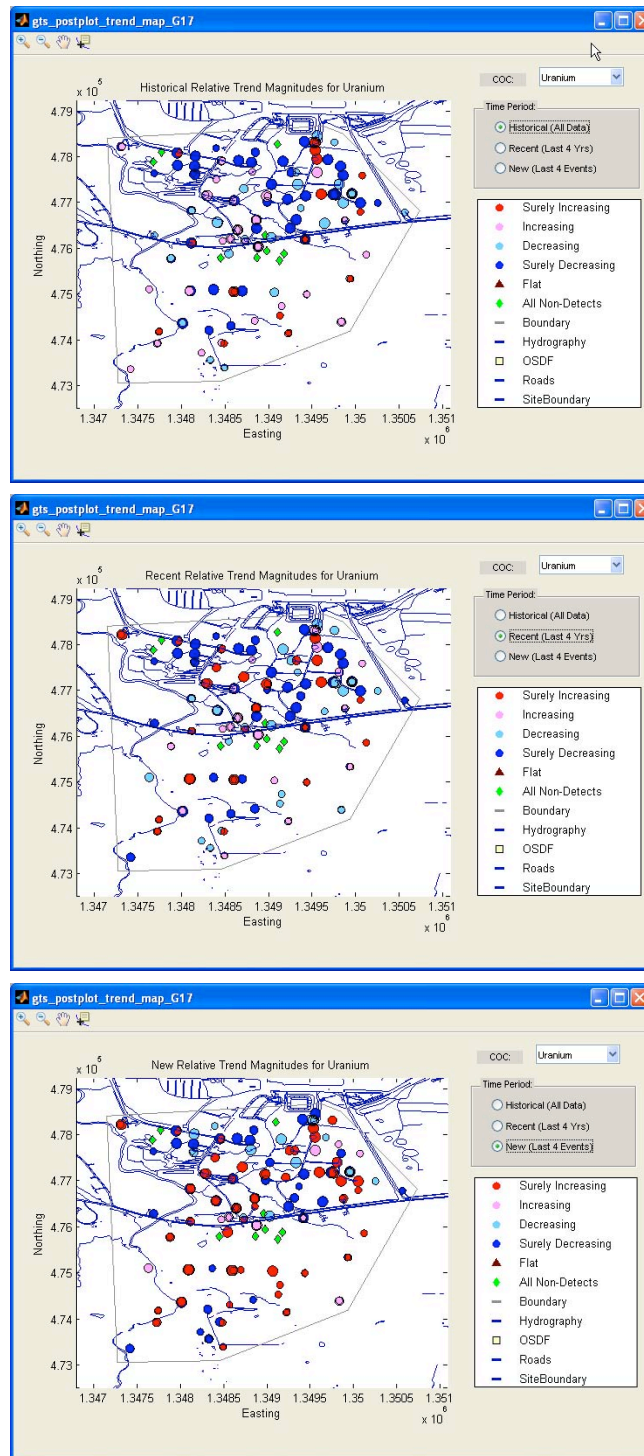 gts_postplot_trend_map_G17
COC:
Uranium
Historical Relative Trend Magnitudes for Uranium
x 10^5
4.79
4.78
4.77
4.76
4.75
4.74
4.73
Northing
1.347 1.3475 1.348 1.3485 1.349 1.3495 1.35 1.3505 1.351
Easting
x 10^6
Time Period:
Historical (All Data)
Recent (Last 4 Yrs)
New (Last 4 Events)
Surely Increasing
Increasing
Decreasing
Surely Decreasing
Flat
All Non-Detects
Boundary
Hydrography
OSDF
Roads
SiteBoundary
gts_postplot_trend_map_G17
COC:
Uranium
Recent Relative Trend Magnitudes for Uranium
x 10^5
4.79
4.78
4.77
4.76
4.75
4.74
4.73
Northing
1.347 1.3475 1.348 1.3485 1.349 1.3495 1.35 1.3505 1.351
Easting
x 10^6
Time Period:
Historical (All Data)
Recent (Last 4 Yrs)
New (Last 4 Events)
Surely Increasing
Increasing
Decreasing
Surely Decreasing
Flat
All Non-Detects
Boundary
Hydrography
OSDF
Roads
SiteBoundary
gts_postplot_trend_map_G17
COC:
Uranium
New Relative Trend Magnitudes for Uranium
x 10^5
4.79
4.78
4.77
4.76
4.75
4.74
4.73
Northing
1.347 1.3475 1.348 1.3485 1.349 1.3495 1.35 1.3505 1.351
Easting
x 10^6
Time Period:
Historical (All Data)
Recent (Last 4 Yrs)
New (Last 4 Events)
Surely Increasing
Increasing
Decreasing
Surely Decreasing
Flat
All Non-Detects
Boundary
Hydrography
OSDF
Roads
SiteBoundary